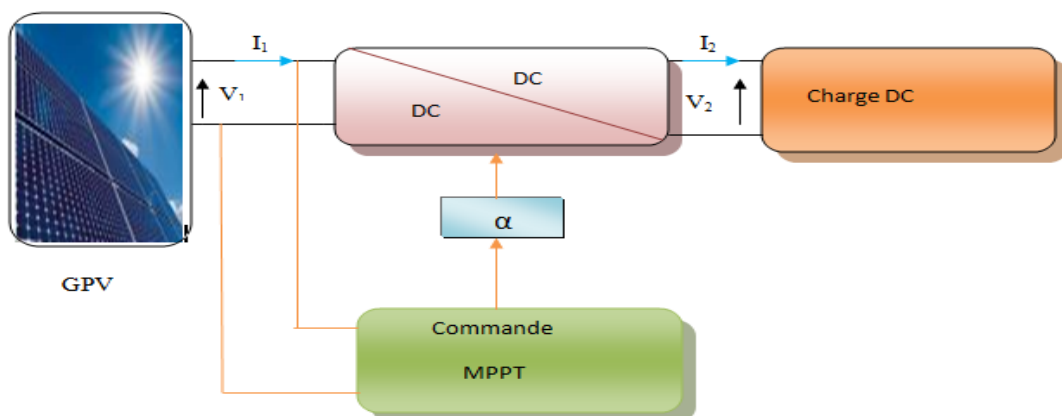 I₁
I₂
V₁
DC
DC
V₂
Charge DC
α
GPV
Commande
MPPT